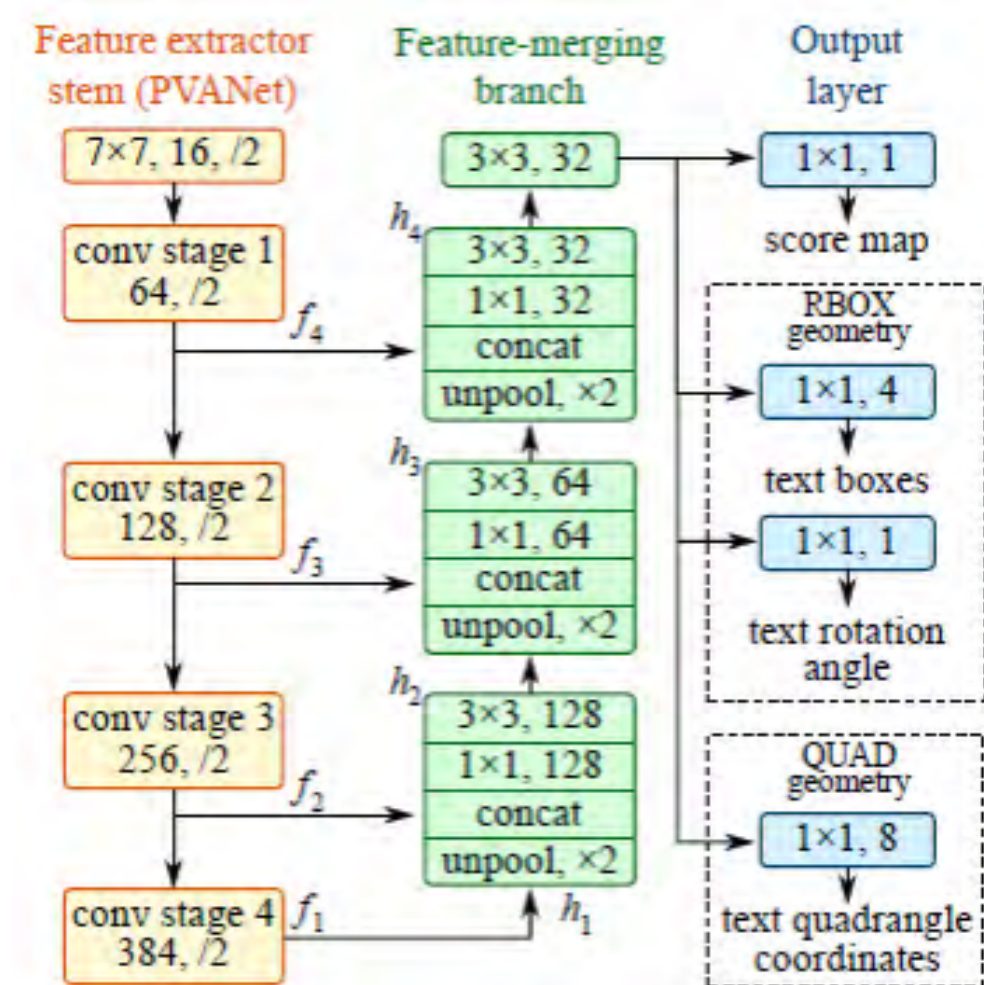 Feature extractor
stem (PVANet)
7×7, 16, /2
conv stage 1
64, /2
f4
conv stage 2
128, /2
f3
conv stage 3
256, /2
f2
conv stage 4
384, /2
f1
Feature-merging
branch
3×3, 32
h4
3×3, 32
1×1, 32
concat
unpool, ×2
h3
3×3, 64
1×1, 64
concat
unpool, ×2
h2
3×3, 128
1×1, 128
concat
unpool, ×2
h1
Output
layer
1×1, 1
score map
RBOX
geometry
1×1, 4
text boxes
1×1, 1
text rotation
angle
QUAD
geometry
1×1, 8
text quadrangle
coordinates